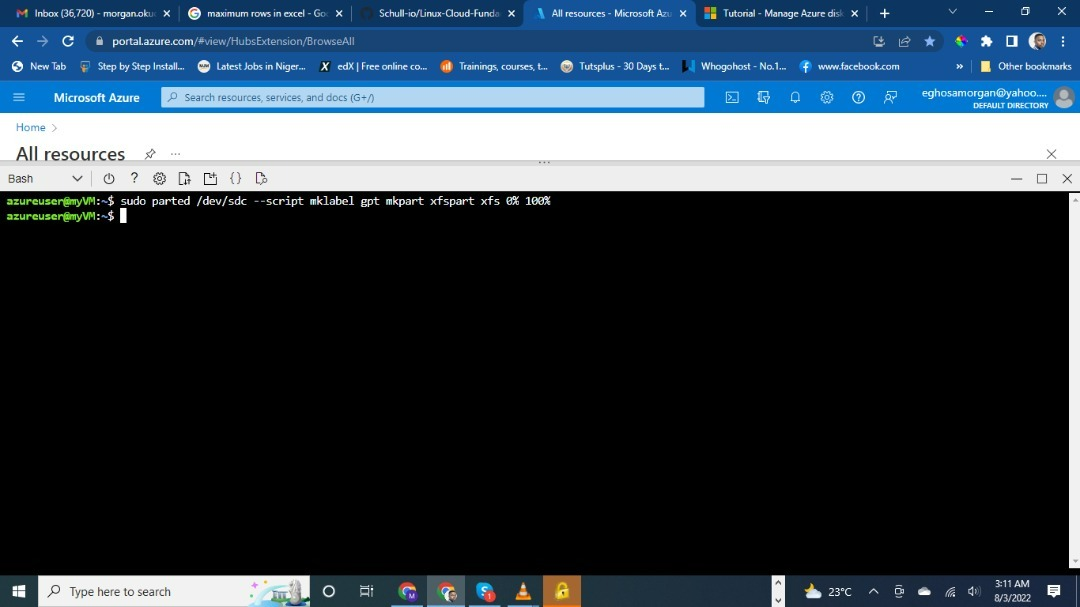 Inbox (36,720) - morgan.oku
maximum rows in excel - Go
Schull-io/Linux-Cloud-Funda
All resources - Microsoft Azu
Tutorial - Manage Azure disk
portal.azure.com/#view/HubsExtension/BrowseAll
New Tab
Step by Step Install...
Latest Jobs in Niger...
edX | Free online co...
Trainings, courses, t...
Tutsplus - 30 Days t...
Whogohost - No.1...
www.facebook.com
»
Other bookmarks
Microsoft Azure
Search resources, services, and docs (G+/)
eghosamorgan@yahoo....
DEFAULT DIRECTORY
Home >
All resources
...
Bash
azureuser@myVM:~$ sudo parted /dev/sdc --script mklabel gpt mkpart xfspart xfs 0% 100%
azureuser@myVM:~$
Type here to search
23°C
3:11 AM
8/3/2022